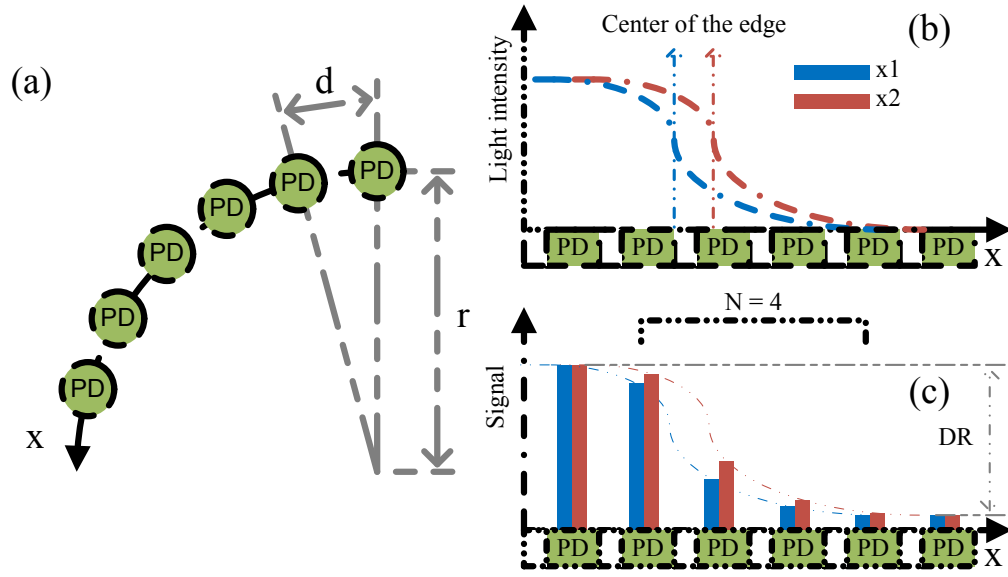 (a)
d
PD
PD
PD
PD
PD
PD
r
x
(b)
Center of the edge
x1
x2
Light intensity
PD PD PD PD PD PD
x
N = 4
(c)
Signal
DR
PD PD PD PD PD PD
x